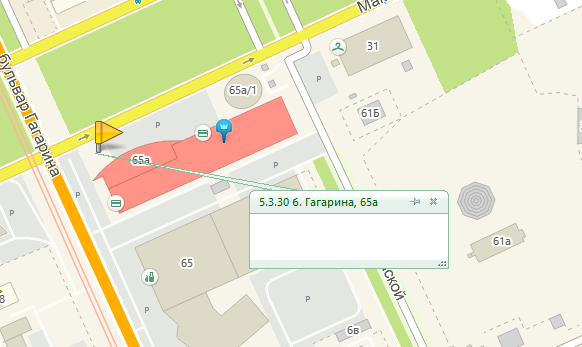 Ма
31
P
65а/1
61Б
P
P
бульвар Гагарина
65а
P
5.3.30 б. Гагарина, 65а
P
61а
65
ской
P
8
6в